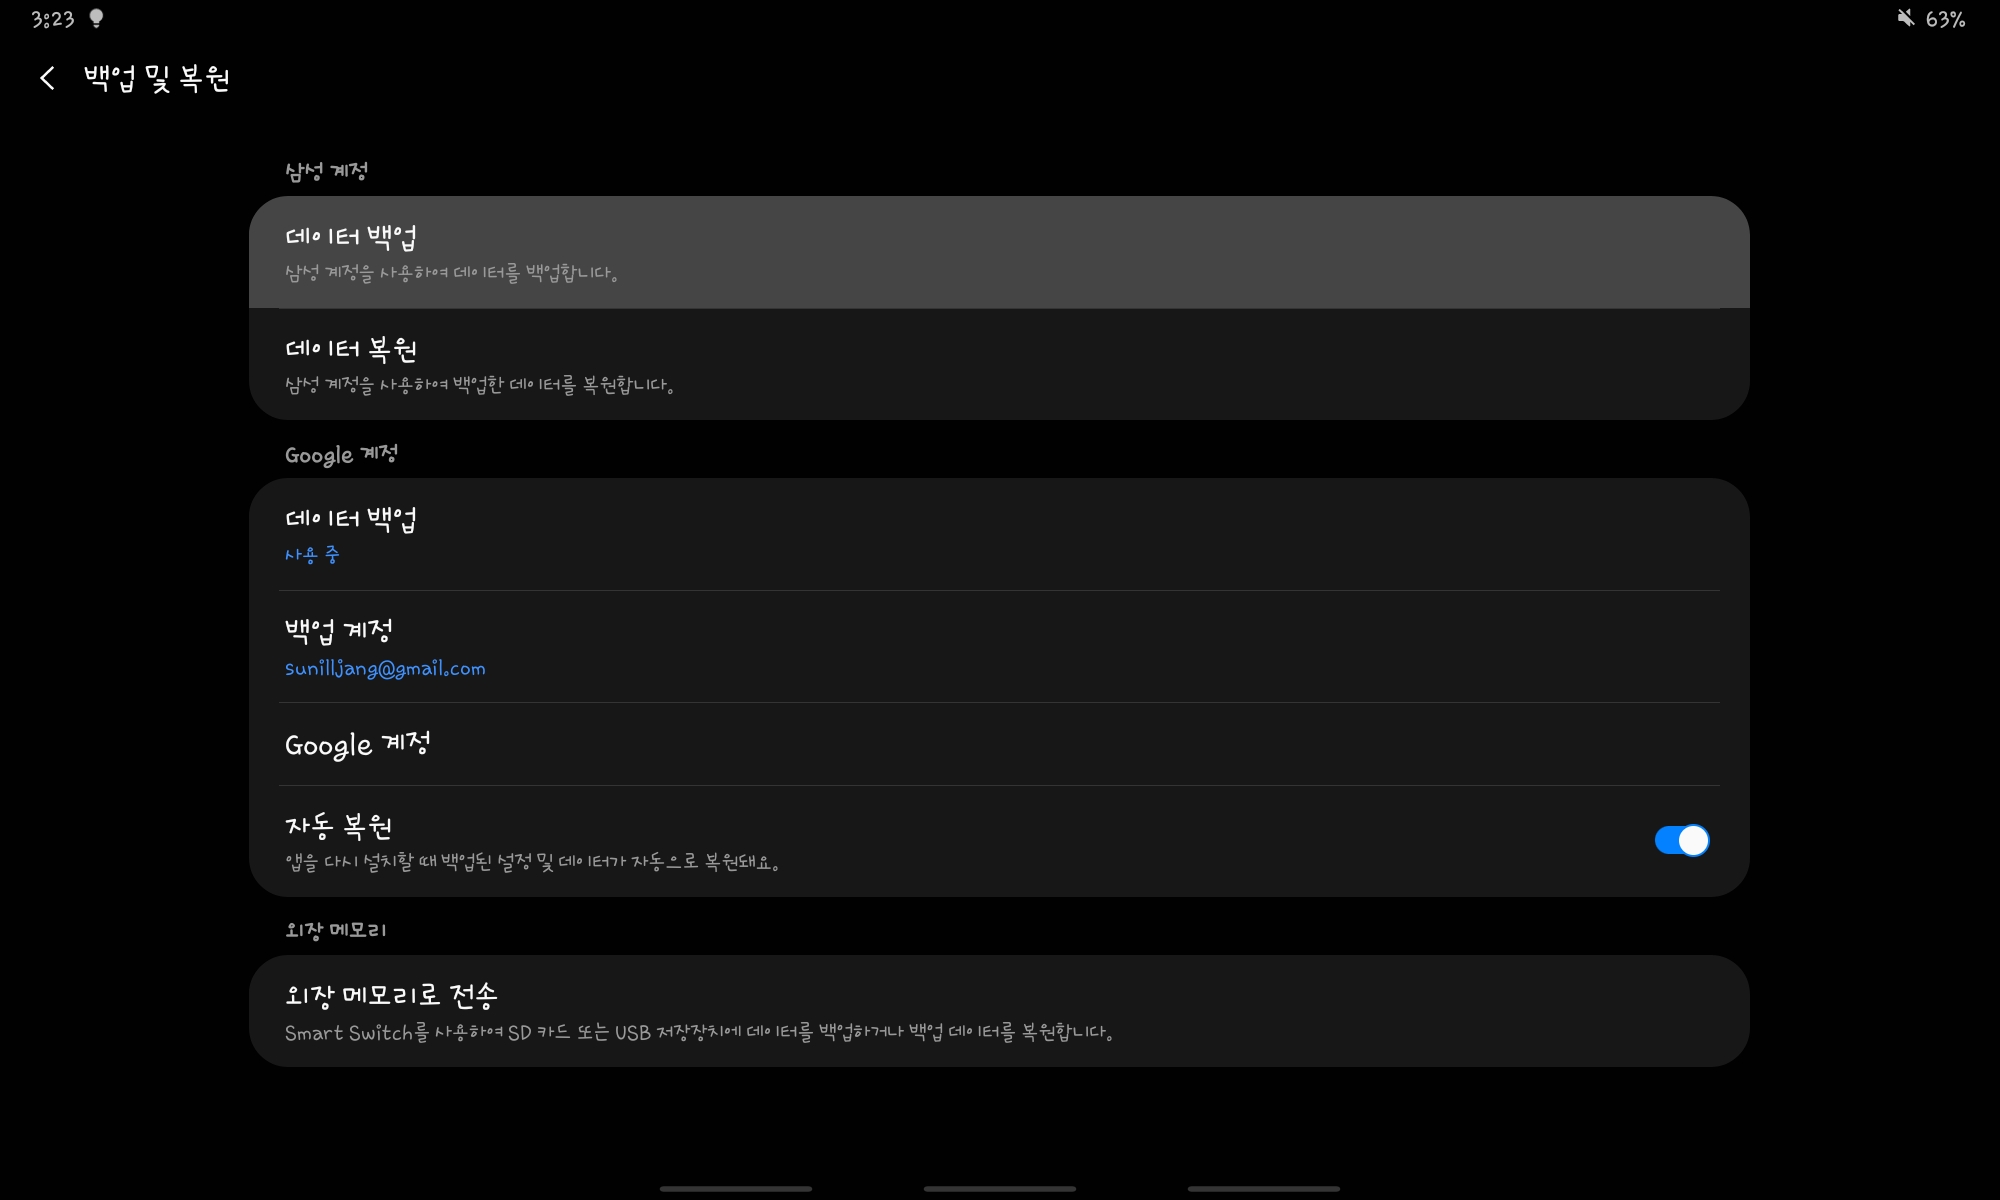 3:23
63%
백업 및 복원
삼성 계정
데이터 백업
삼성 계정을 사용하여 데이터를 백업합니다.
데이터 복원
삼성 계정을 사용하여 백업한 데이터를 복원합니다.
Google 계정
데이터 백업
사용 중
백업 계정
sunilljang@gmail.com
Google 계정
자동 복원
앱을 다시 설치할 때 백업된 설정 및 데이터가 자동으로 복원돼요.
외장 메모리
외장 메모리로 전송
Smart Switch를 사용하여 SD 카드 또는 USB 저장장치에 데이터를 백업하거나 백업 데이터를 복원합니다.